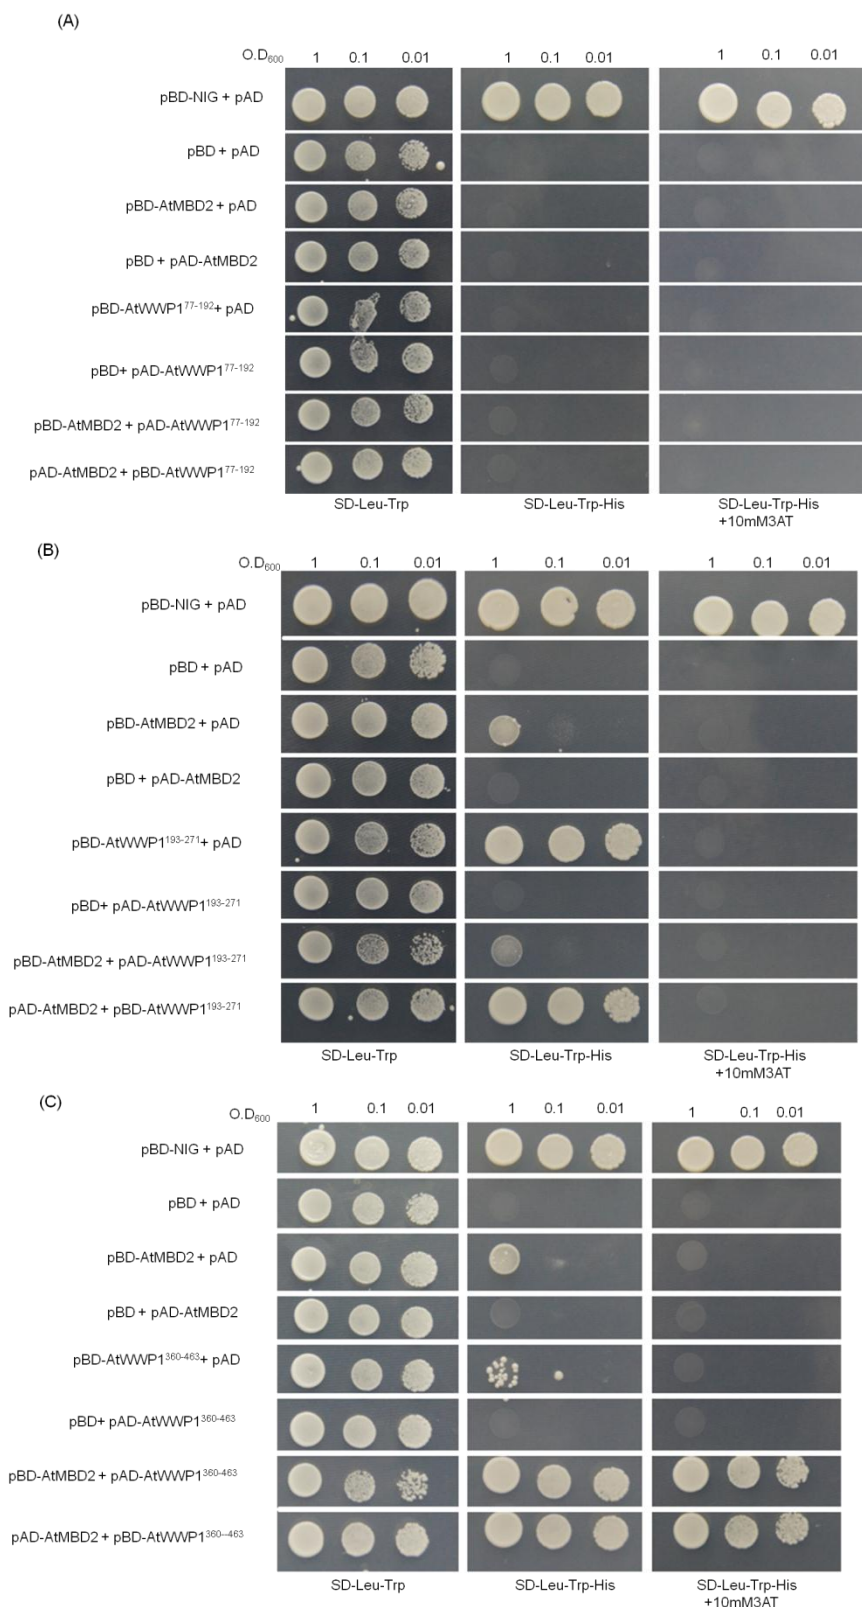 (A)
O.D600 1 0.1 0.01 1 0.1 0.01 1 0.1 0.01
pBD-NIG + pAD
pBD + pAD
pBD-AtMBD2 + pAD
pBD + pAD-AtMBD2
pBD-AtWWP177-192+ pAD
pBD+ pAD-AtWWP177-192
pBD-AtMBD2 + pAD-AtWWP177-192
pAD-AtMBD2 + pBD-AtWWP177-192
SD-Leu-Trp SD-Leu-Trp-His SD-Leu-Trp-His
+10mM3AT
(B)
O.D600 1 0.1 0.01 1 0.1 0.01 1 0.1 0.01
pBD-NIG + pAD
pBD + pAD
pBD-AtMBD2 + pAD
pBD + pAD-AtMBD2
pBD-AtWWP1193-271+ pAD
pBD+ pAD-AtWWP1193-271
pBD-AtMBD2 + pAD-AtWWP1193-271
pAD-AtMBD2 + pBD-AtWWP1193-271
SD-Leu-Trp SD-Leu-Trp-His SD-Leu-Trp-His
+10mM3AT
(C)
O.D600 1 0.1 0.01 1 0.1 0.01 1 0.1 0.01
pBD-NIG + pAD
pBD + pAD
pBD-AtMBD2 + pAD
pBD + pAD-AtMBD2
pBD-AtWWP1360-463+ pAD
pBD+ pAD-AtWWP1360-463
pBD-AtMBD2 + pAD-AtWWP1360-463
pAD-AtMBD2 + pBD-AtWWP1360--463
SD-Leu-Trp SD-Leu-Trp-His SD-Leu-Trp-His
+10mM3AT